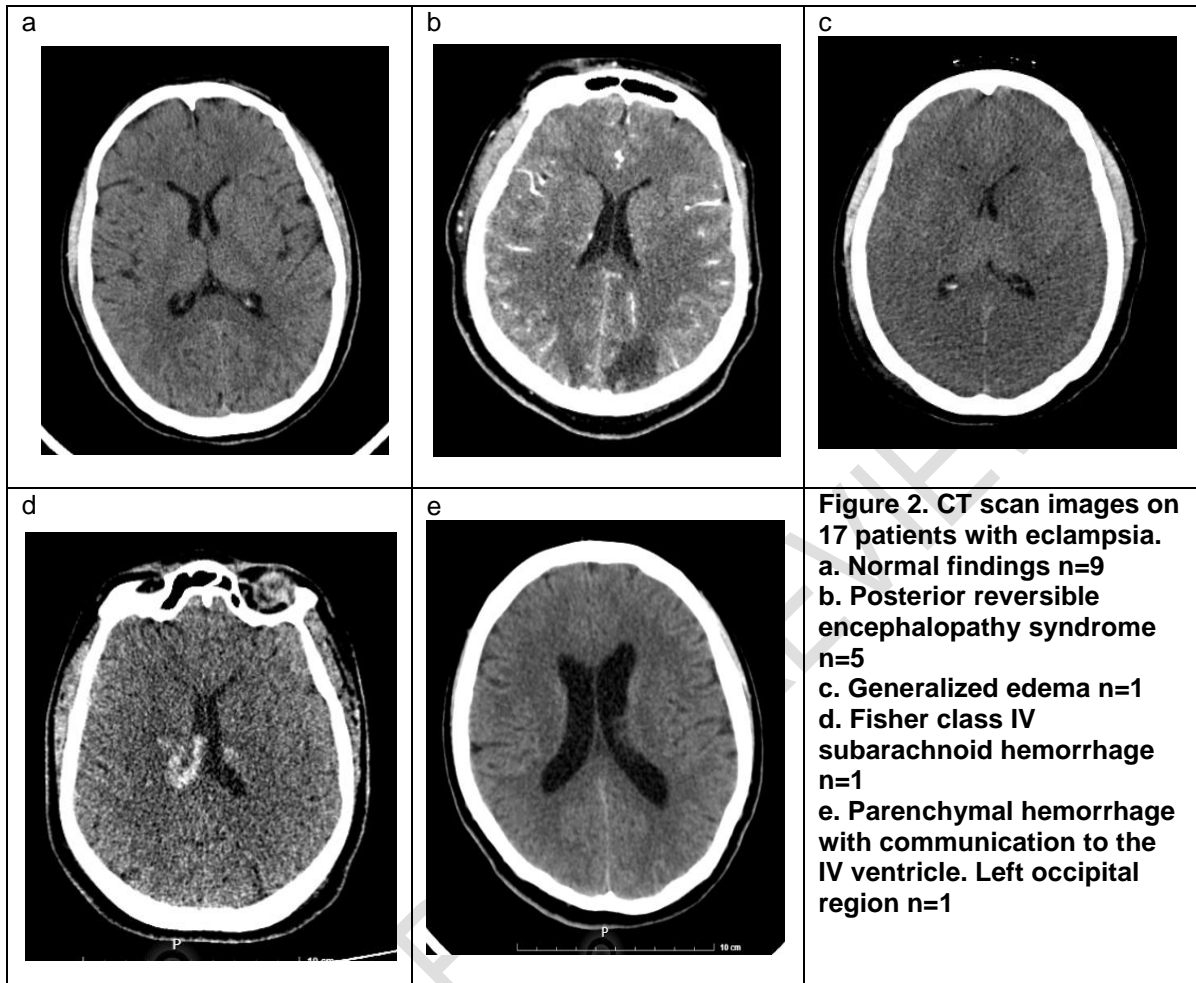 a
b
c
d
P
10 cm
e
P
10 cm
Figure 2. CT scan images on
17 patients with eclampsia.
a. Normal findings n=9
b. Posterior reversible
encephalopathy syndrome
n=5
c. Generalized edema n=1
d. Fisher class IV
subarachnoid hemorrhage
n=1
e. Parenchymal hemorrhage
with communication to the
IV ventricle. Left occipital
region n=1